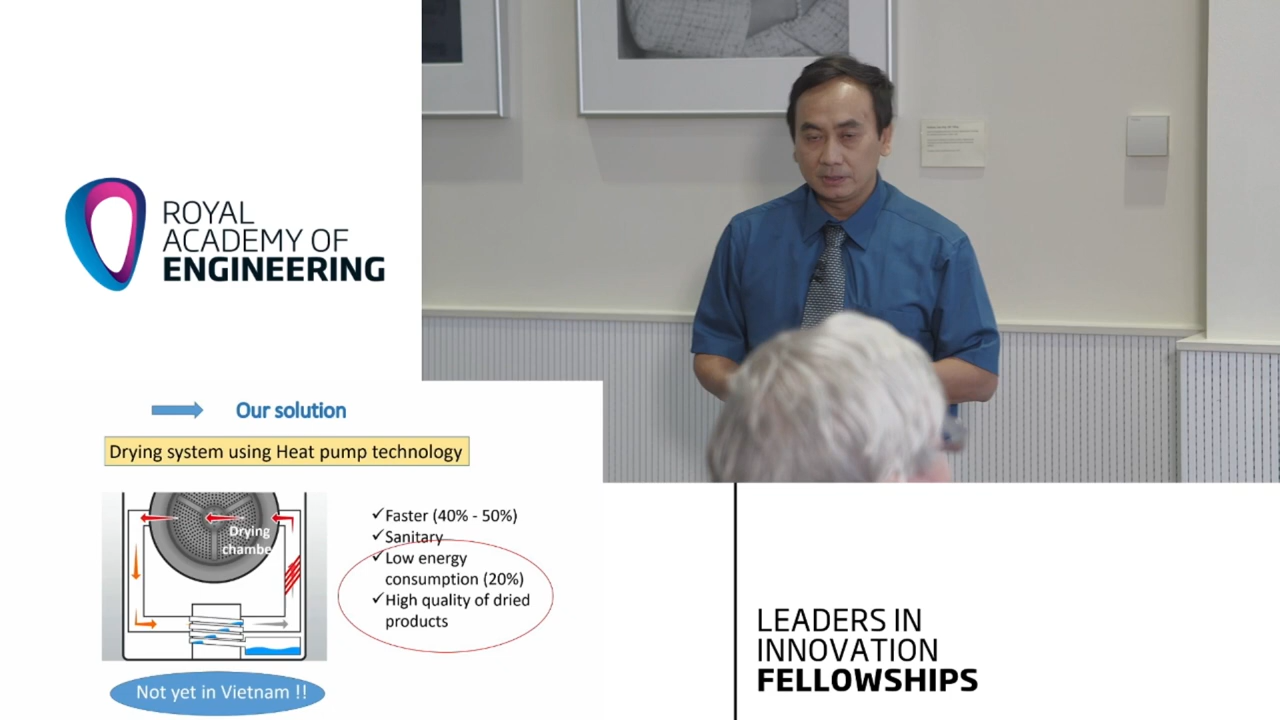 ROYAL
ACADEMY OF
ENGINEERING
Our solution
Drying system using Heat pump technology
Drying
chambe
✓Faster (40% - 50%)
✓Sanitary
✓Low energy
consumption (20%)
✓High quality of dried
products
Not yet in Vietnam !!
LEADERS IN
INNOVATION
FELLOWSHIPS